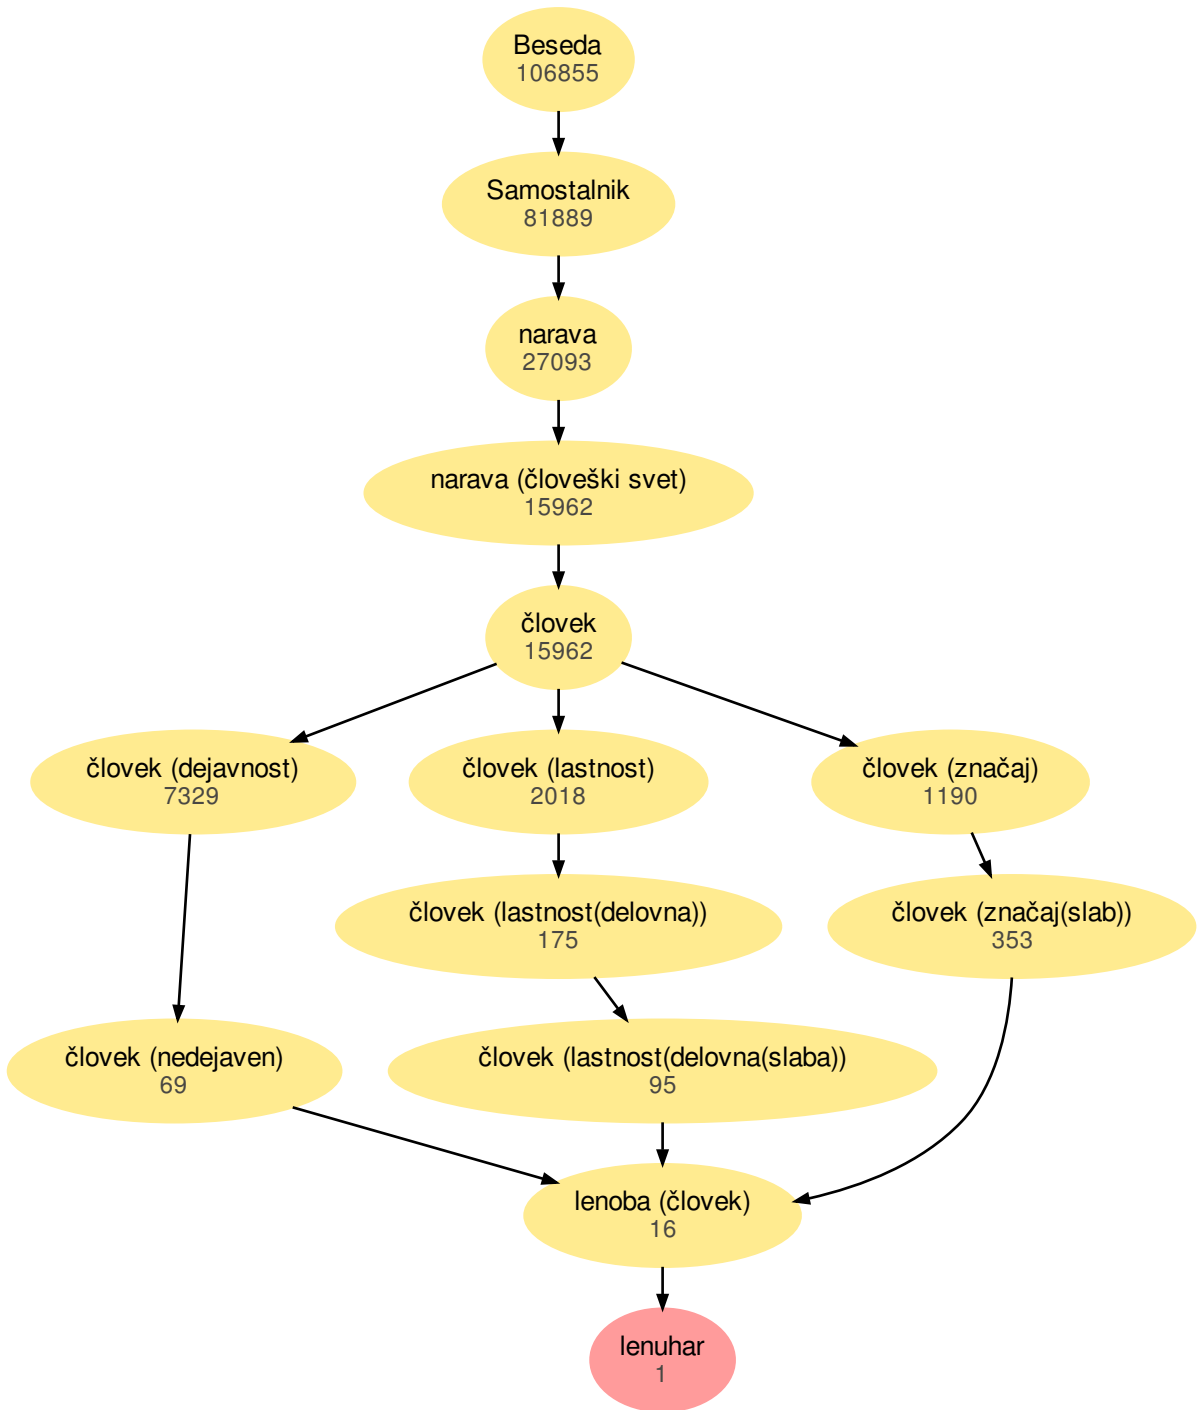 Beseda
106855
Samostalnik
81889
narava
27093
narava (človeški svet)
15962
človek
15962
človek (dejavnost)
7329
človek (lastnost)
2018
človek (značaj)
1190
človek (lastnost(delovna))
175
človek (značaj(slab))
353
človek (nedejaven)
69
človek (lastnost(delovna(slaba))
95
lenoba (človek)
16
lenuhar
1